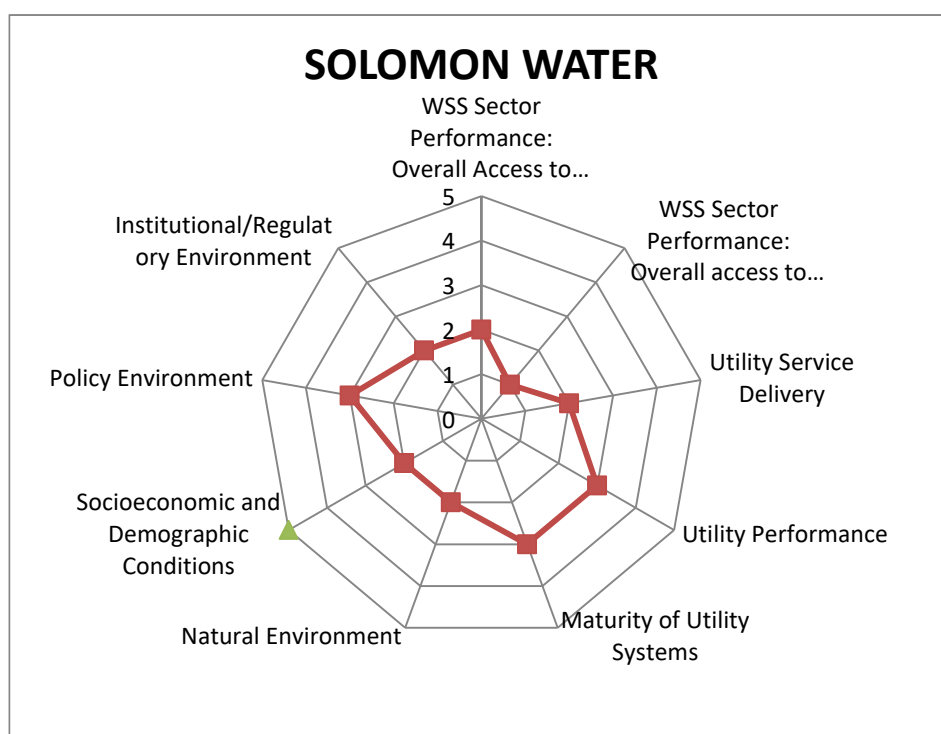 SOLOMON WATER
WSS Sector
Performance:
Overall Access to…
WSS Sector
Performance:
Overall access to…
Utility Service
Delivery
Utility Performance
Maturity of Utility
Systems
Natural Environment
Socioeconomic and
Demographic
Conditions
Policy Environment
Institutional/Regulat
ory Environment
5
4
3
2
1
0